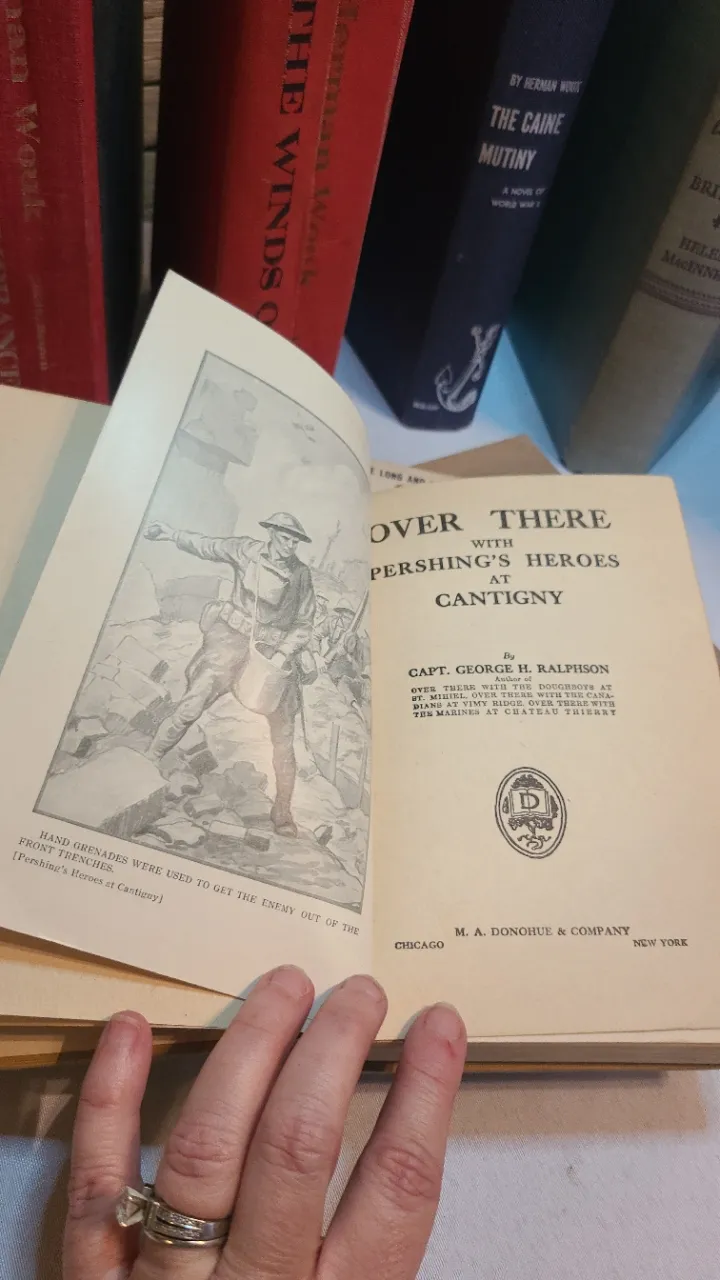 Herman Wouk
THE WINDS O
BY HERMAN WOUK
THE CAINE
MUTINY
A NOVEL OF
WORLD WAR
HELE
MACINNE
LONG AND
HAND GRENADES WERE USED TO GET THE ENEMY OUT OF THE
FRONT TRENCHES.
[Pershing's Heroes at Cantigny]
OVER THERE
WITH
PERSHING'S HEROES
AT
CANTIGNY
By
CAPT. GEORGE H. RALPHSON
Author of
OVER THERE WITH THE DOUGHBOYS AT
ST. MIHIEL, OVER THERE WITH THE CANA-
DIANS AT VIMY RIDGE, OVER THERE WITH
THE MARINES AT CHATEAU THIERRY
D
M. A. DONOHUE & COMPANY
CHICAGO NEW YORK